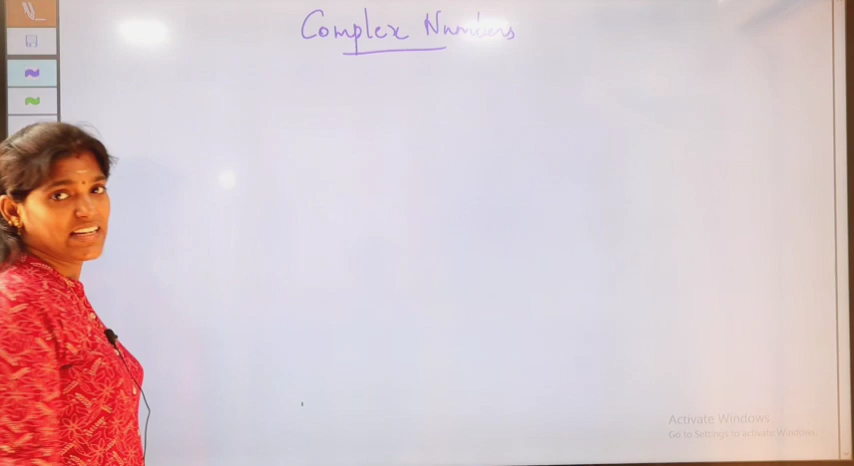 Complex Numbers
Activate Windows
Go to Settings to activate Windows.